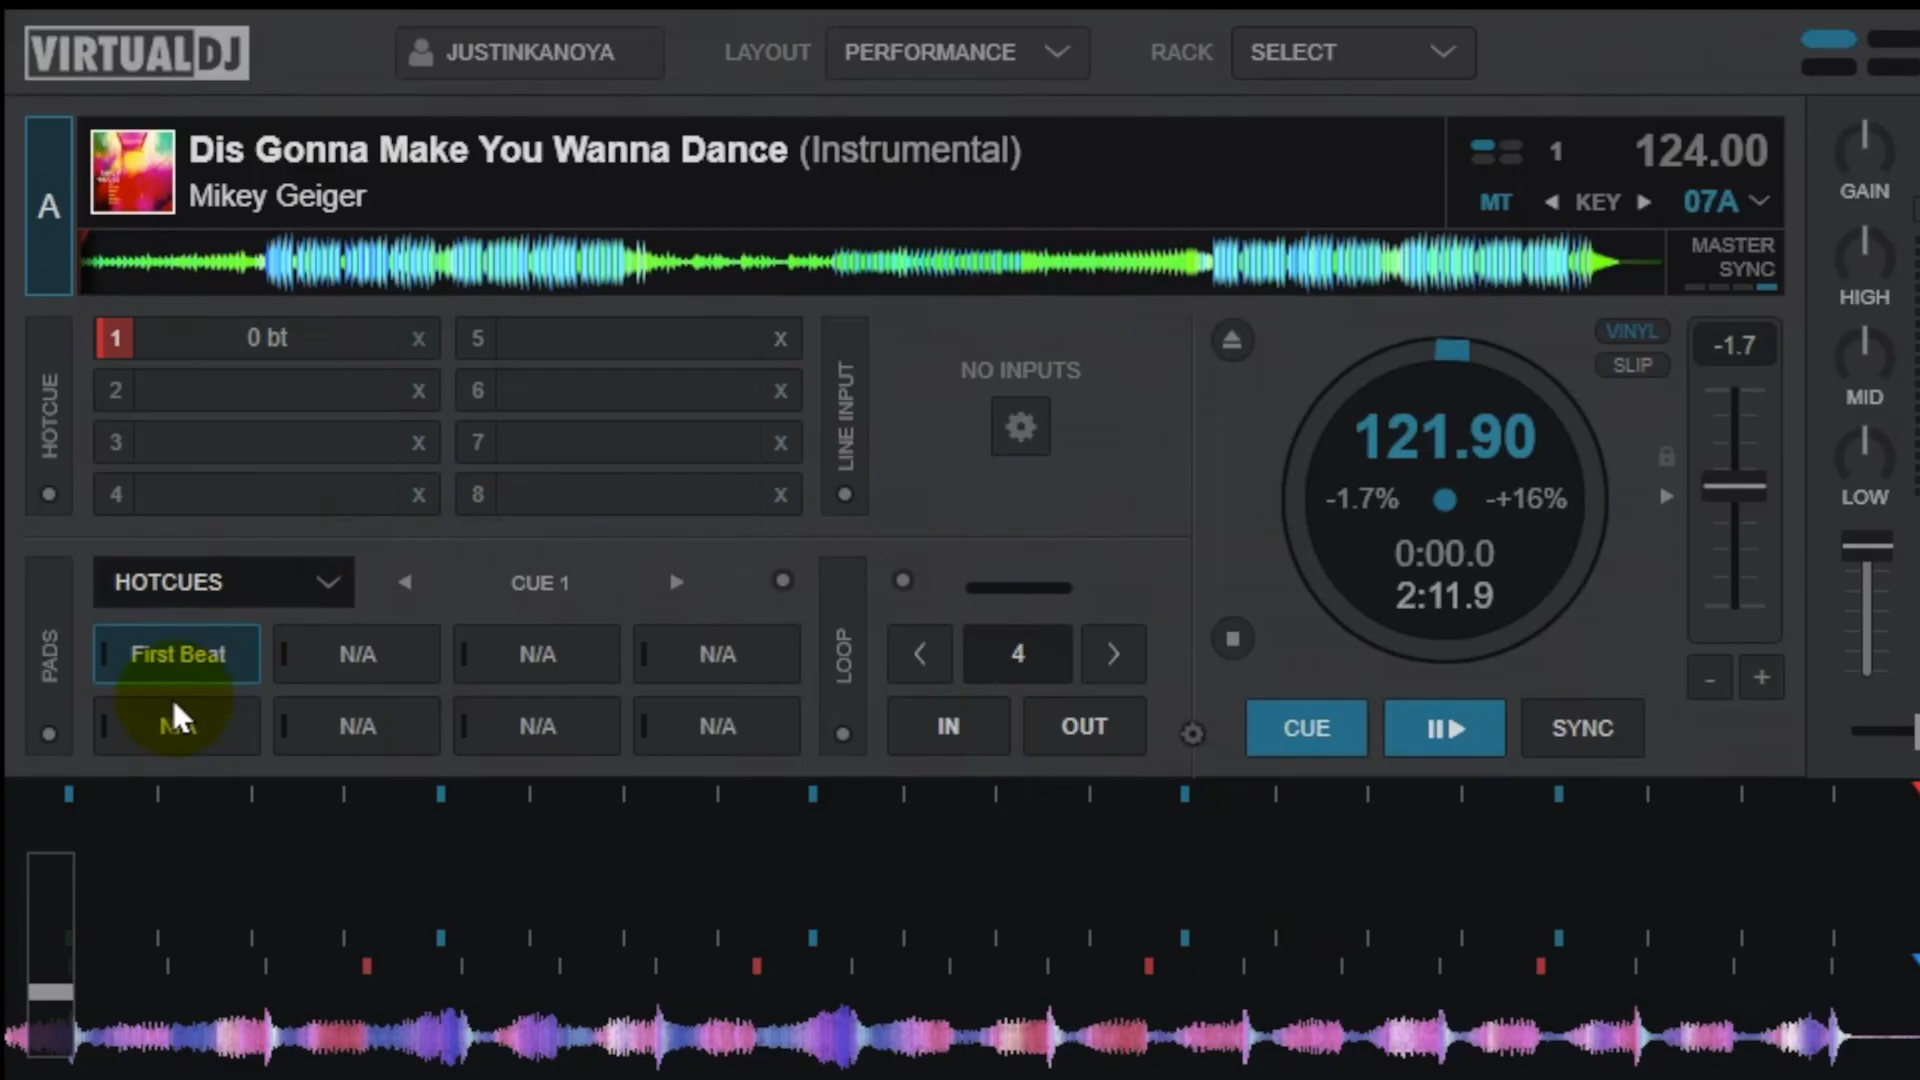 VIRTUALDJ
JUSTINKANOYA
LAYOUT
PERFORMANCE
RACK
SELECT
A
Dis Gonna Make You Wanna Dance (Instrumental)
Mikey Geiger
1
124.00
MT
KEY
07A
MASTER
SYNC
GAIN
HIGH
MID
LOW
HOTCUE
1 0 bt x
5 x
2 x
6 x
3 x
7 x
4 x
8 x
LINE INPUT
NO INPUTS
VINYL
SLIP
-1.7
121.90
-1.7% -+16%
0:00.0
2:11.9
- +
PADS
HOTCUES
CUE 1
First Beat N/A N/A N/A
N/A N/A N/A
LOOP
< 4 >
IN OUT
CUE
SYNC